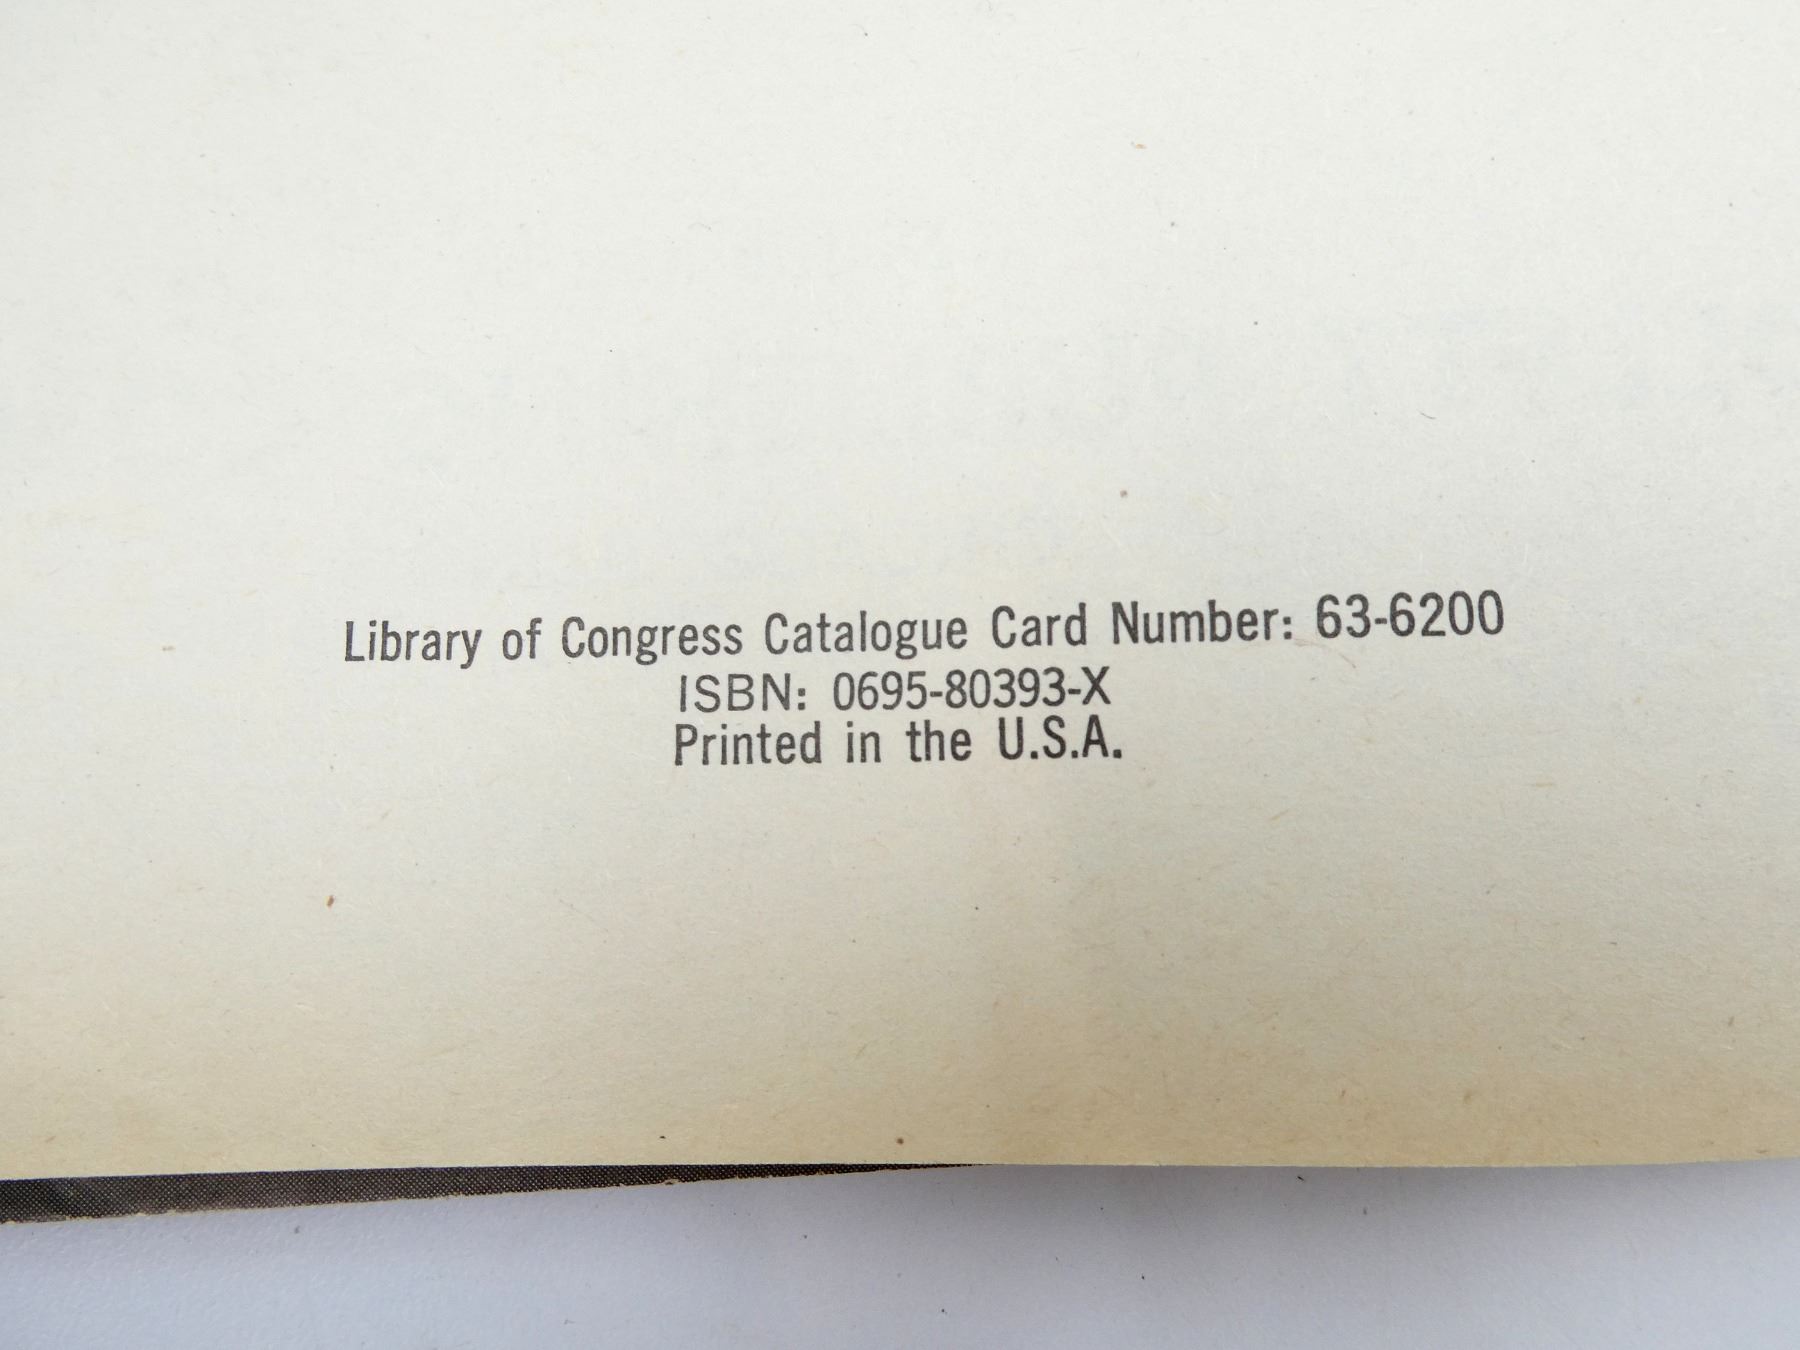 Library of Congress Catalogue Card Number: 63-6200
ISBN: 0695-80393-X
Printed in the U.S.A.